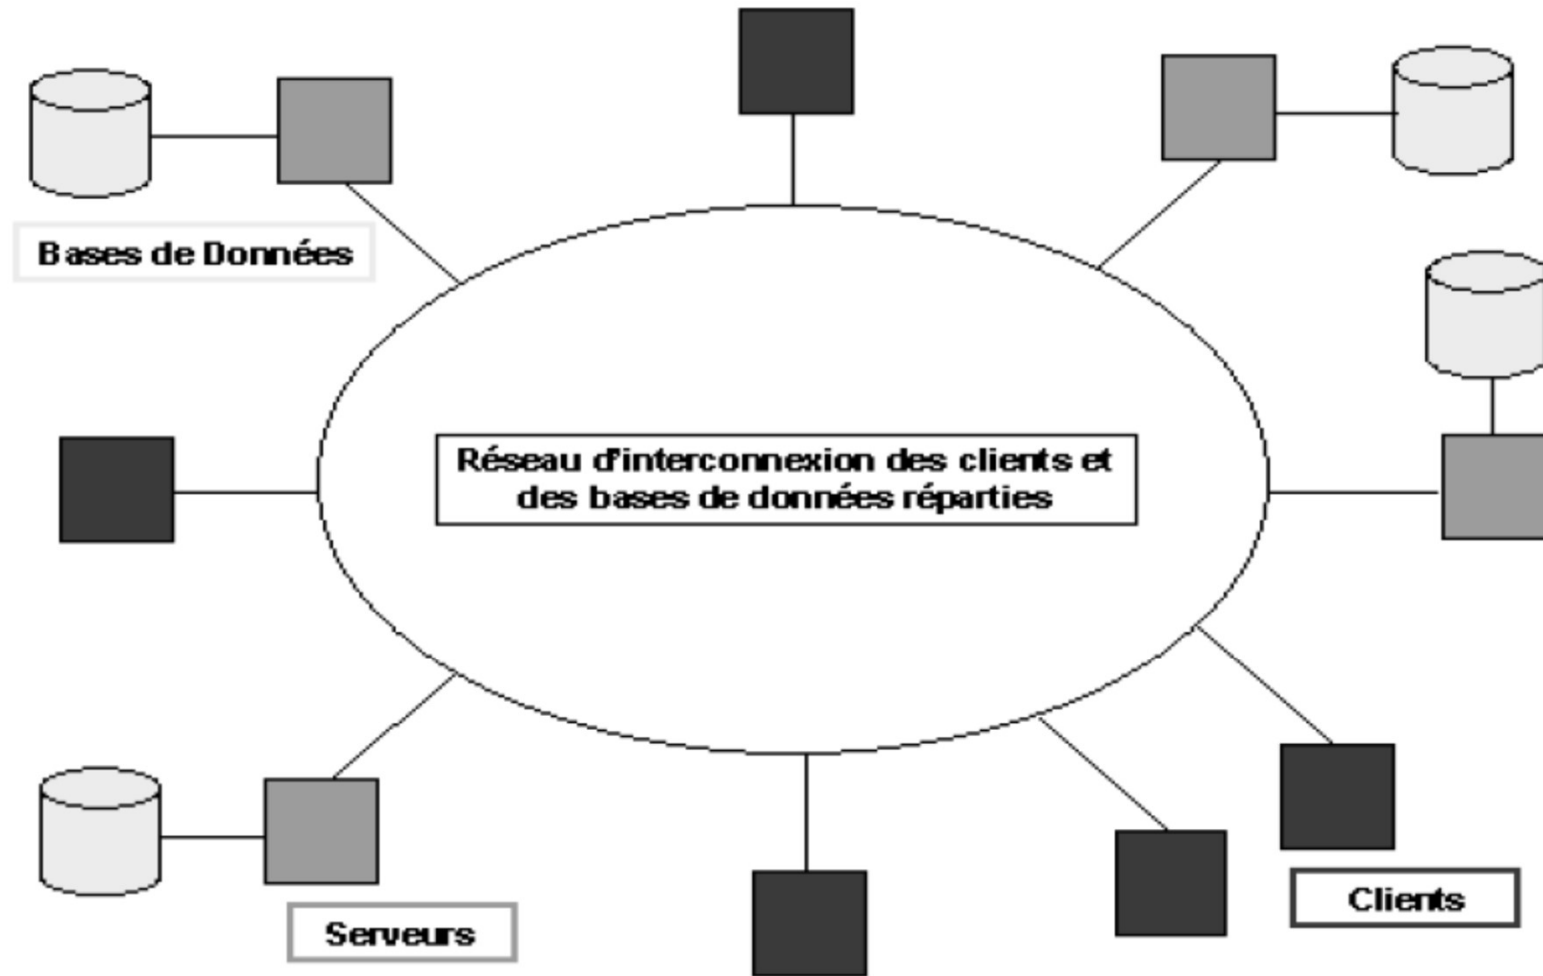 Bases de Données
Réseau d'interconnexion des clients et
des bases de données réparties
Clients
Serveurs